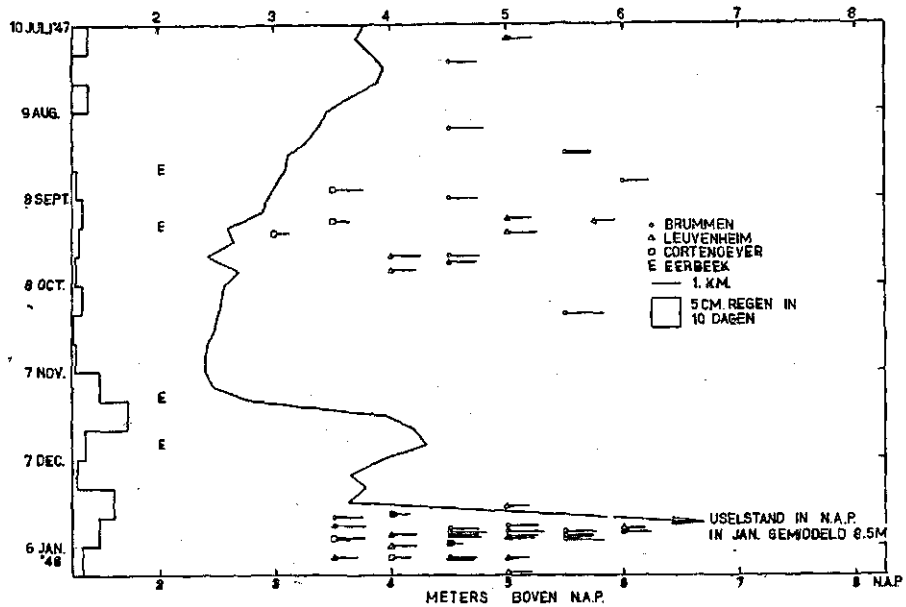 2 3 4 5 6 7 8
10 JULI '47
9 AUG.
E
9 SEPT.
E
● BRUMMEN
▲ LEUVENHEIM
□ CORTENOEVER
E EERBEEK
1. KM.
5 CM. REGEN IN
10 DAGEN
8 OCT.
7 NOV.
E
E
7 DEC.
IJSELSTAND IN N.A.P.
IN JAN. GEMIDDELD 8.5M
6 JAN.
'48
2 3 4 5 6 7 8 N.A.P.
METERS BOVEN N.A.P.